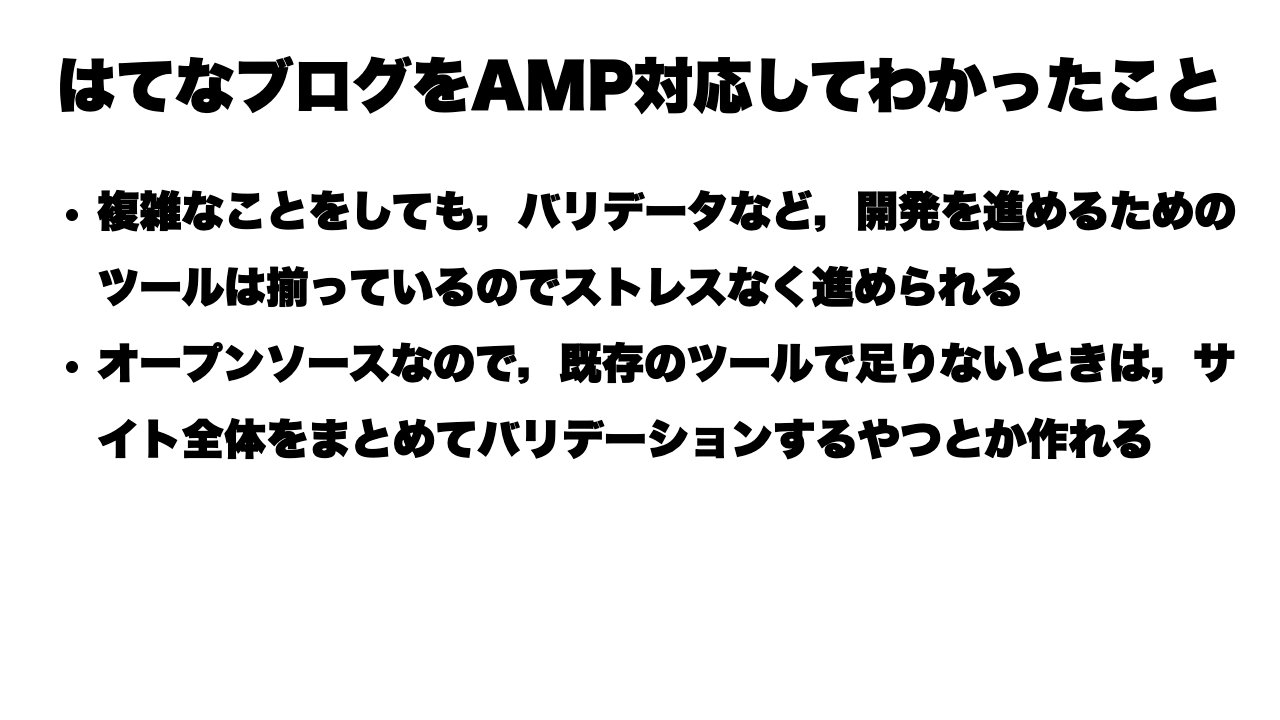 はてなブログをAMP対応してわかったこと
• 複雑なことをしても，バリデータなど，開発を進めるための
ツールは揃っているのでストレスなく進められる
• オープンソースなので，既存のツールで足りないときは，サ
イト全体をまとめてバリデーションするやつとか作れる